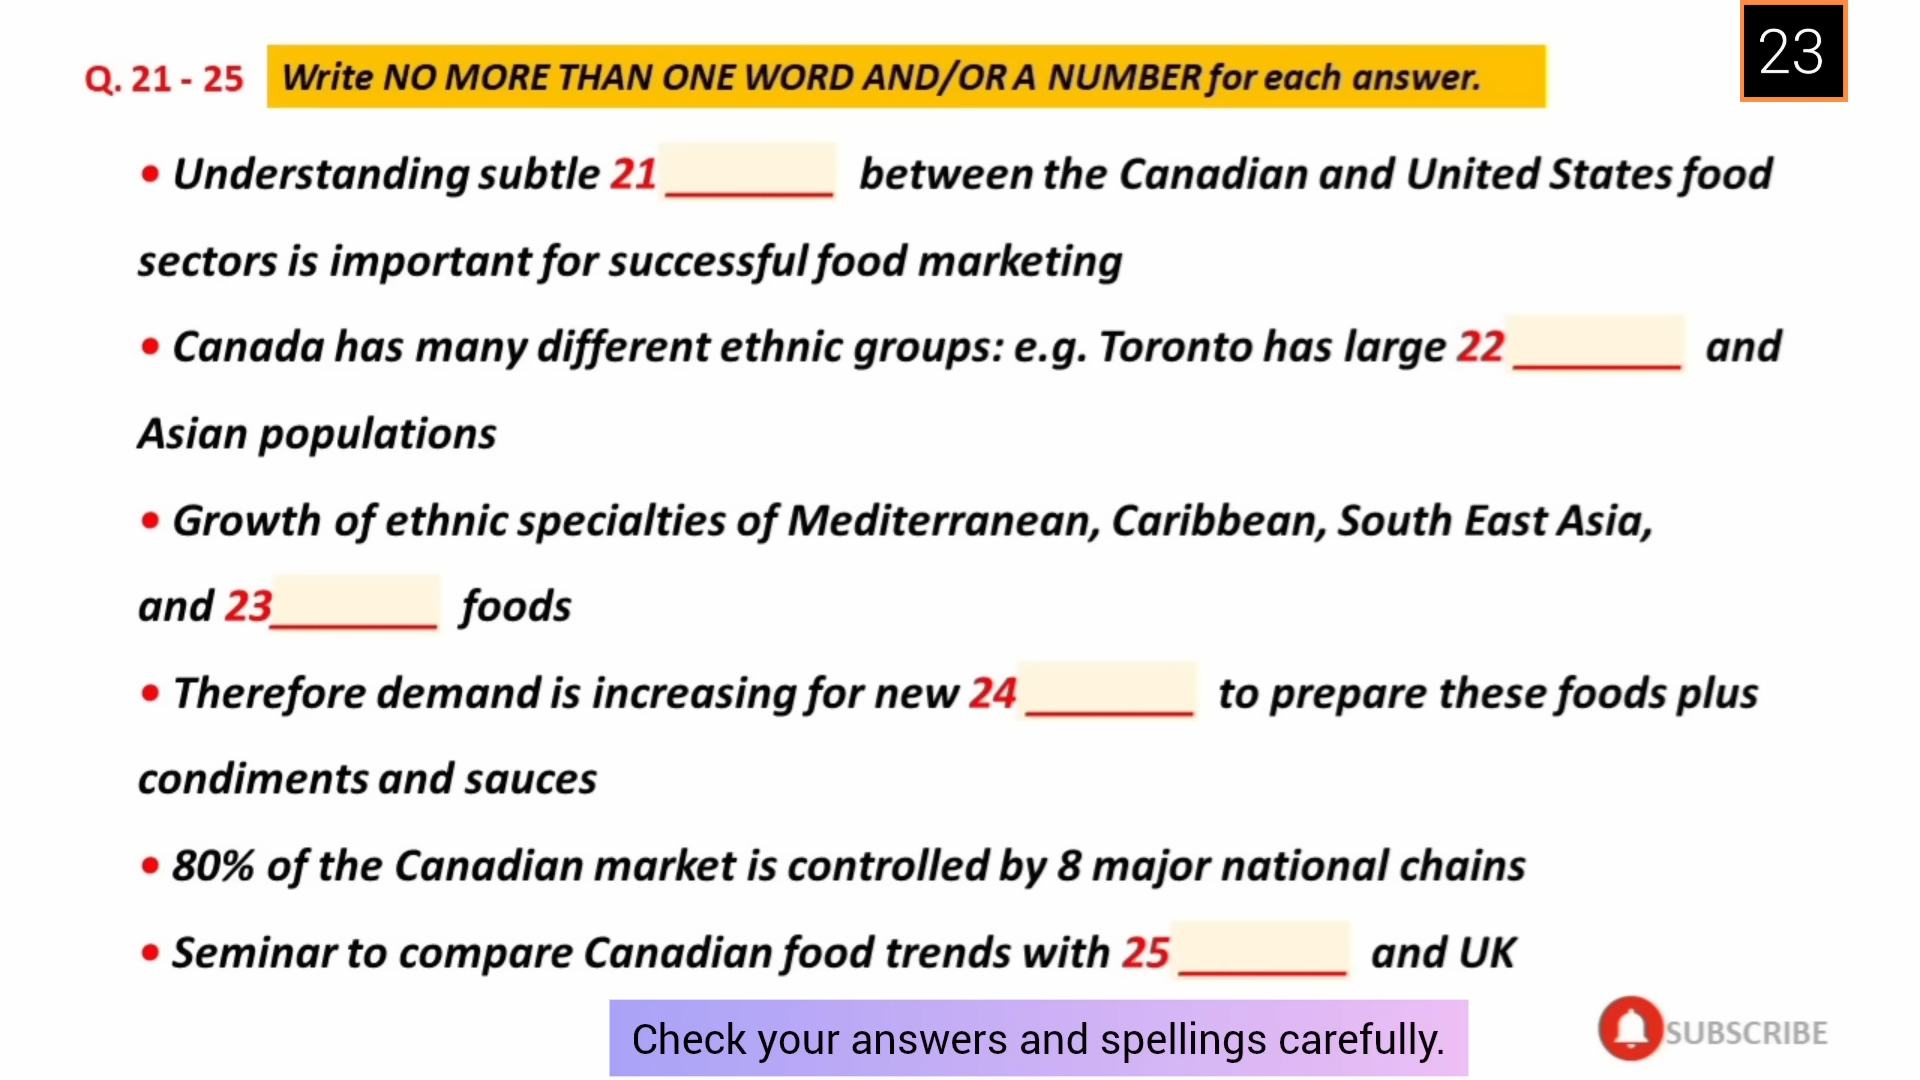 Q. 21 - 25 Write NO MORE THAN ONE WORD AND/OR A NUMBER for each answer.
23
• Understanding subtle 21 ________ between the Canadian and United States food
sectors is important for successful food marketing
• Canada has many different ethnic groups: e.g. Toronto has large 22 ________ and
Asian populations
• Growth of ethnic specialties of Mediterranean, Caribbean, South East Asia,
and 23 ________ foods
• Therefore demand is increasing for new 24 ________ to prepare these foods plus
condiments and sauces
• 80% of the Canadian market is controlled by 8 major national chains
• Seminar to compare Canadian food trends with 25 ________ and UK
Check your answers and spellings carefully.
SUBSCRIBE